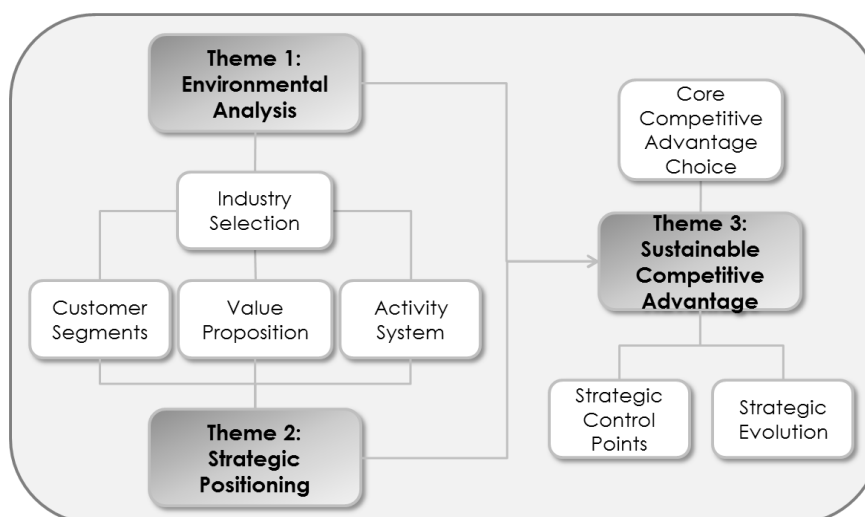 Theme 1:
Environmental
Analysis
Industry
Selection
Customer
Segments
Value
Proposition
Activity
System
Theme 2:
Strategic
Positioning
Core
Competitive
Advantage
Choice
Theme 3:
Sustainable
Competitive
Advantage
Strategic
Control
Points
Strategic
Evolution